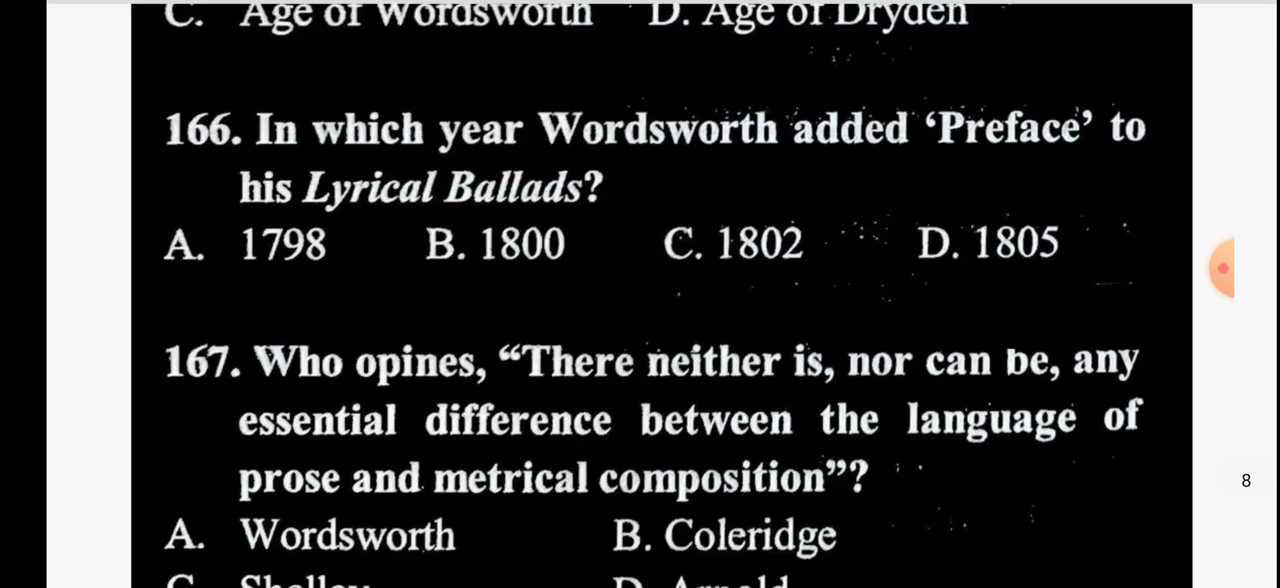 C. Age of Wordsworth D. Age of Dryden
166. In which year Wordsworth added ‘Preface’ to
his Lyrical Ballads?
A. 1798 B. 1800 C. 1802 D. 1805
167. Who opines, “There neither is, nor can be, any
essential difference between the language of
prose and metrical composition”?
8
A. Wordsworth B. Coleridge
C. Shelley D. Arnold